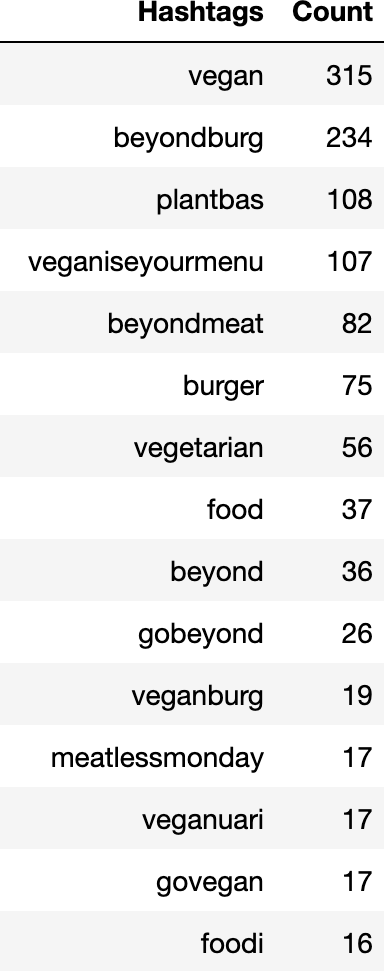 Hashtags Count
vegan 315
beyondburg 234
plantbas 108
veganiseyourmenu 107
beyondmeat 82
burger 75
vegetarian 56
food 37
beyond 36
gobeyond 26
veganburg 19
meatlessmonday 17
veganuari 17
govegan 17
foodi 16